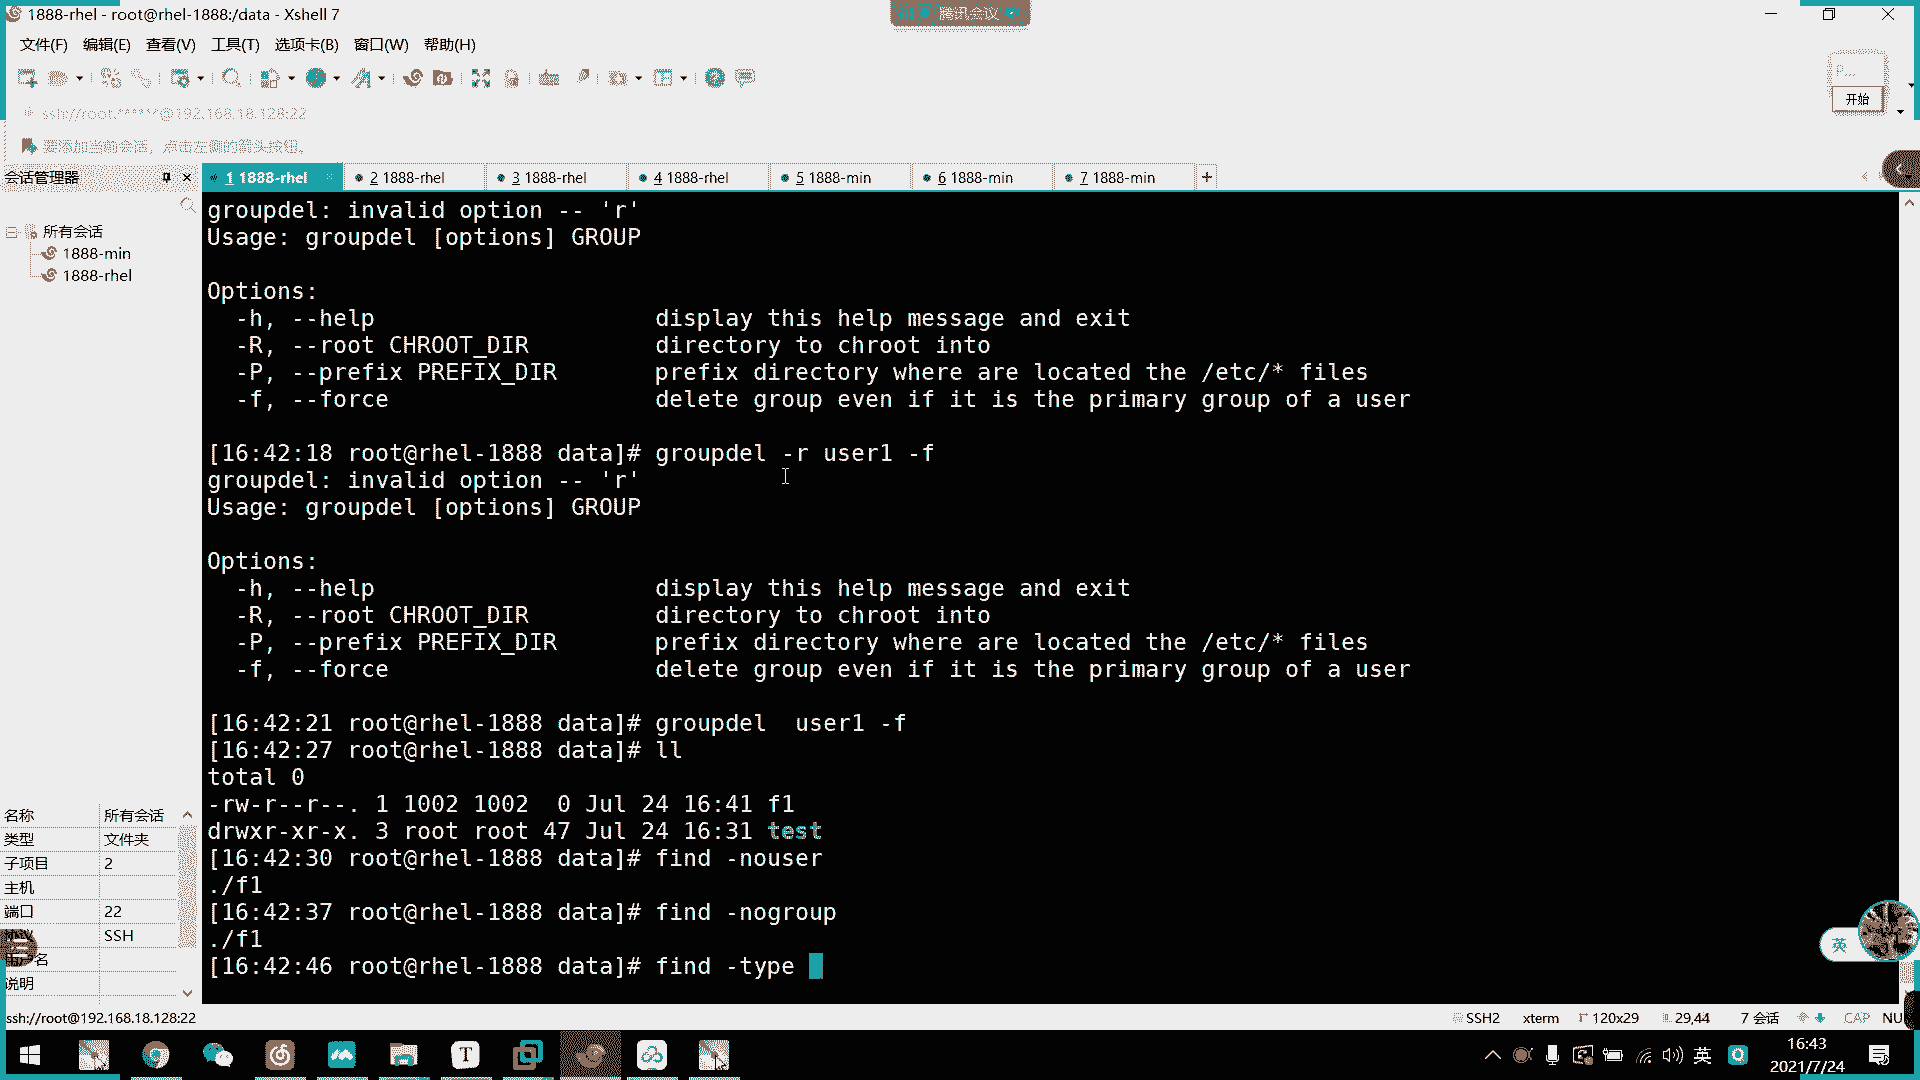 1888-rhel - root@rhel-1888:/data - Xshell 7
腾讯会议
文件(F) 编辑(E) 查看(V) 工具(T) 选项卡(B) 窗口(W) 帮助(H)
P...
开始
ssh://root:*****@192.168.18.128:22
要添加当前会话，点击左侧的箭头按钮。
会话管理器
1 1888-rhel
2 1888-rhel
3 1888-rhel
4 1888-rhel
5 1888-min
6 1888-min
7 1888-min
所有会话
1888-min
1888-rhel
groupdel: invalid option -- 'r'
Usage: groupdel [options] GROUP
Options:
-h, --help display this help message and exit
-R, --root CHROOT_DIR directory to chroot into
-P, --prefix PREFIX_DIR prefix directory where are located the /etc/* files
-f, --force delete group even if it is the primary group of a user
[16:42:18 root@rhel-1888 data]# groupdel -r user1 -f
groupdel: invalid option -- 'r'
Usage: groupdel [options] GROUP
Options:
-h, --help display this help message and exit
-R, --root CHROOT_DIR directory to chroot into
-P, --prefix PREFIX_DIR prefix directory where are located the /etc/* files
-f, --force delete group even if it is the primary group of a user
[16:42:21 root@rhel-1888 data]# groupdel  user1 -f
[16:42:27 root@rhel-1888 data]# ll
total 0
-rw-r--r--. 1 1002 1002  0 Jul 24 16:41 f1
drwxr-xr-x. 3 root root 47 Jul 24 16:31 test
[16:42:30 root@rhel-1888 data]# find -nouser
./f1
[16:42:37 root@rhel-1888 data]# find -nogroup
./f1
[16:42:46 root@rhel-1888 data]# find -type
名称 所有会话
类型 文件夹
子项目 2
主机
端口 22
协议 SSH
户名
说明
英
ssh://root@192.168.18.128:22
SSH2 xterm 120x29 29,44 7 会话 CAP NU
T
英
16:43
2021/7/24